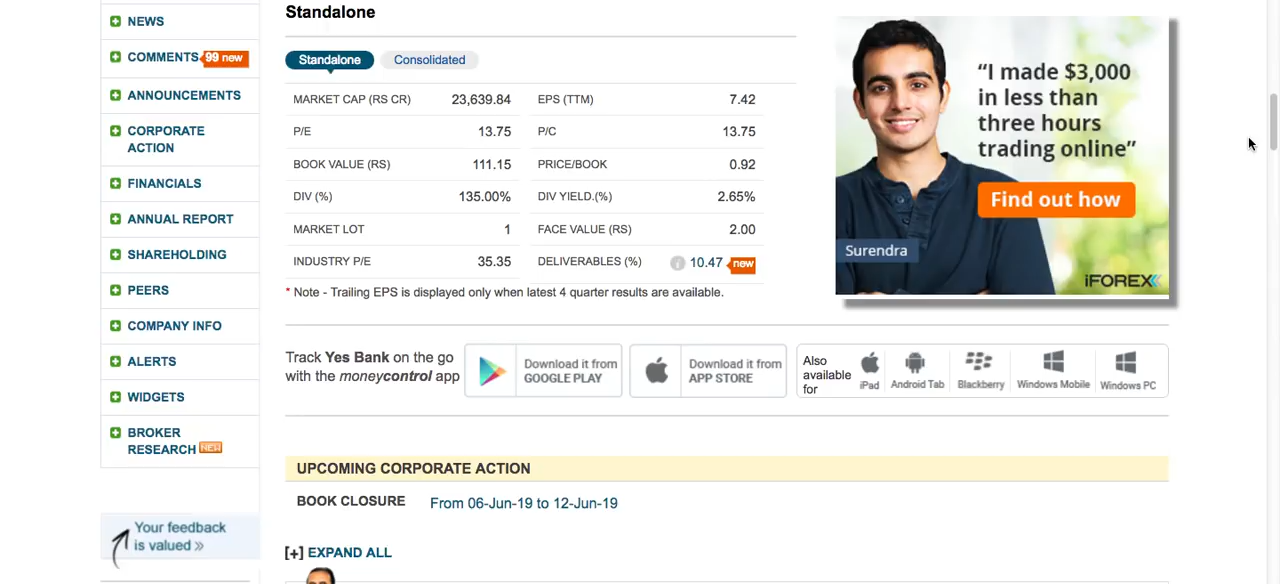 NEWS
COMMENTS 99 new
ANNOUNCEMENTS
CORPORATE
ACTION
FINANCIALS
ANNUAL REPORT
SHAREHOLDING
PEERS
COMPANY INFO
ALERTS
WIDGETS
BROKER
RESEARCH NEW
Your feedback
is valued »
Standalone
Standalone Consolidated
MARKET CAP (RS CR) 23,639.84 EPS (TTM) 7.42
P/E 13.75 P/C 13.75
BOOK VALUE (RS) 111.15 PRICE/BOOK 0.92
DIV (%) 135.00% DIV YIELD.(%) 2.65%
MARKET LOT 1 FACE VALUE (RS) 2.00
INDUSTRY P/E 35.35 DELIVERABLES (%) i 10.47 new
* Note - Trailing EPS is displayed only when latest 4 quarter results are available.
“I made $3,000
in less than
three hours
trading online”
Find out how
Surendra
iFOREX
Track Yes Bank on the go
with the moneycontrol app
Download it from
GOOGLE PLAY
Download it from
APP STORE
Also
available
for
iPad Android Tab Blackberry Windows Mobile Windows PC
UPCOMING CORPORATE ACTION
BOOK CLOSURE From 06-Jun-19 to 12-Jun-19
[+] EXPAND ALL